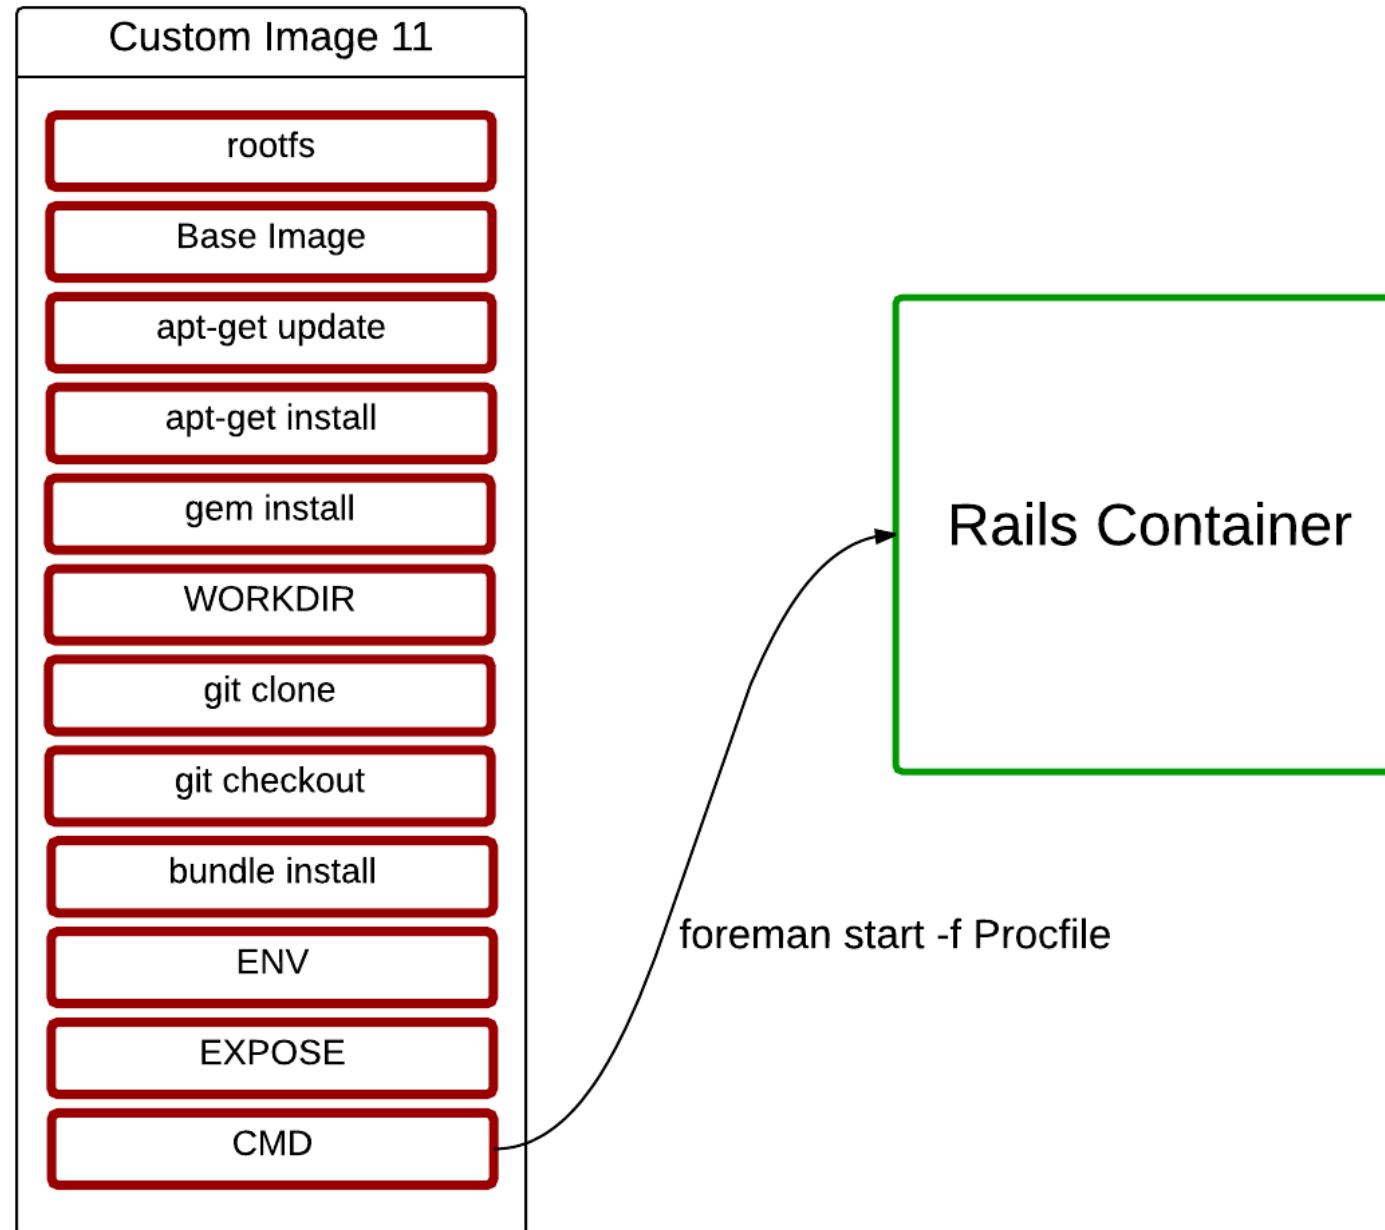 Custom Image 11
rootfs
Base Image
apt-get update
apt-get install
gem install
WORKDIR
git clone
git checkout
bundle install
ENV
EXPOSE
CMD
Rails Container
foreman start -f Procfile